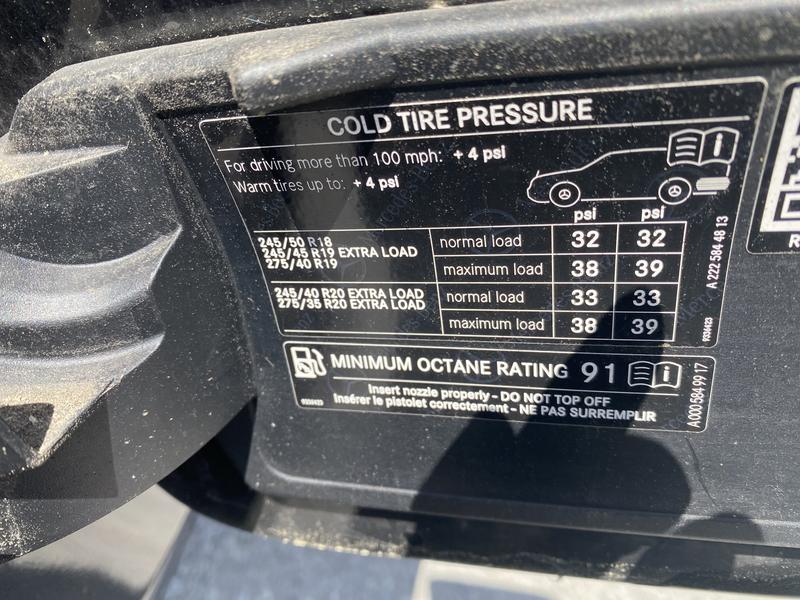 COLD TIRE PRESSURE
For driving more than 100 mph: + 4 psi
Warm tires up to: + 4 psi
psi psi
245/50 R18
245/45 R19 EXTRA LOAD
275/40 R19
normal load 32 32
maximum load 38 39
245/40 R20 EXTRA LOAD
275/35 R20 EXTRA LOAD
normal load 33 33
maximum load 38 39
A 222 584 48 13
MINIMUM OCTANE RATING 91
Insert nozzle properly - DO NOT TOP OFF
Insérer le pistolet correctement - NE PAS SURREMPLIR
A 000 584 99 17